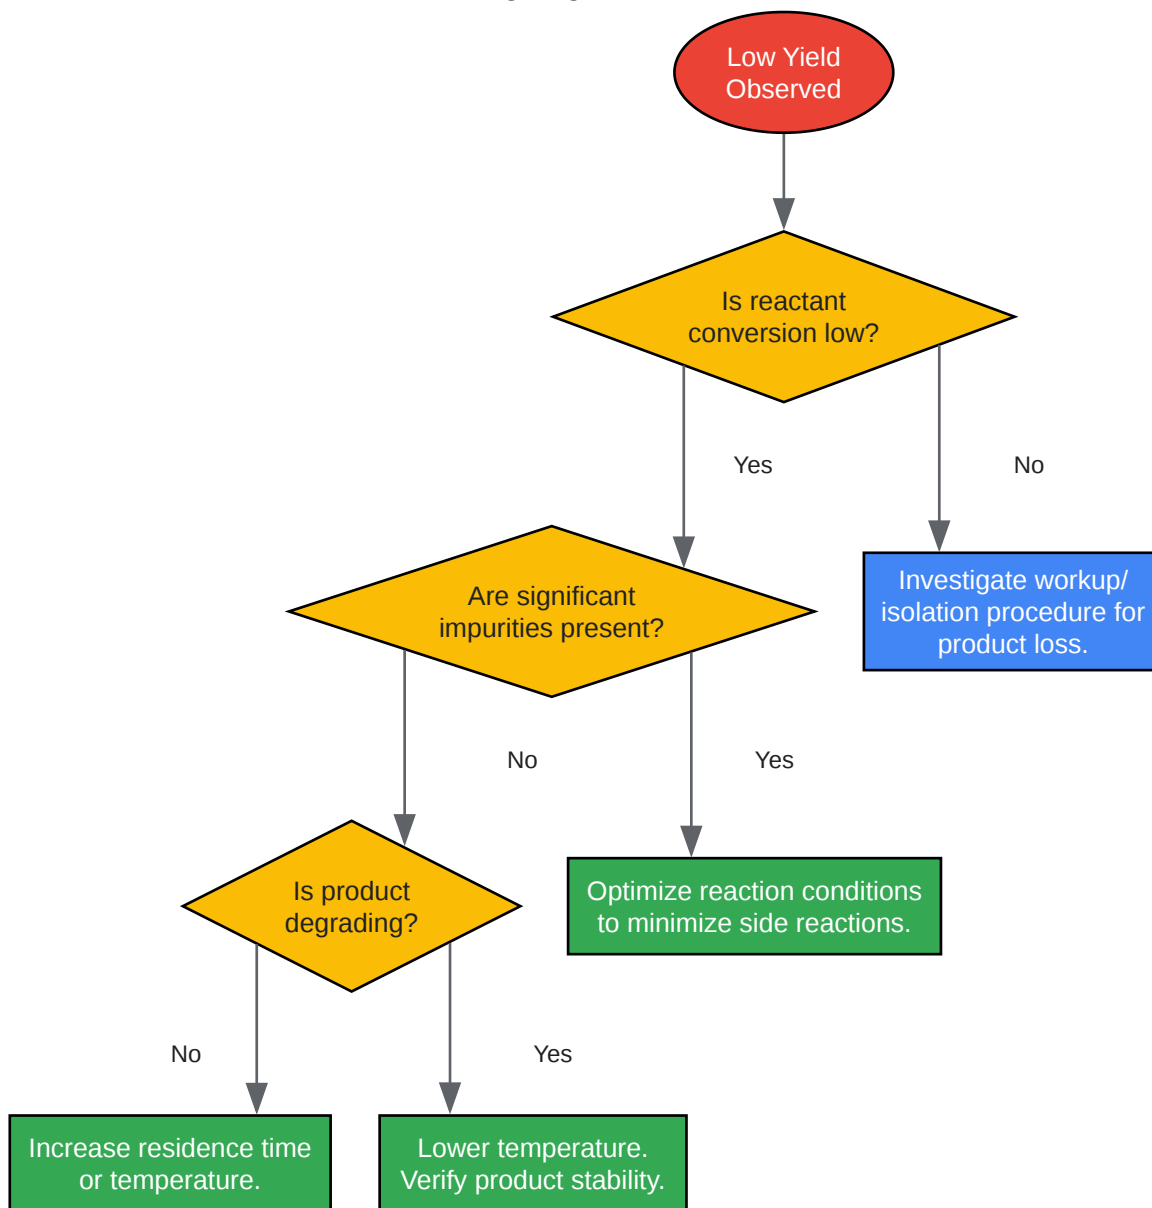 Low Yield
Observed
Is reactant
conversion low?
Yes
No
Are significant
impurities present?
Investigate workup/
isolation procedure for
product loss.
No
Yes
Is product
degrading?
Optimize reaction conditions
to minimize side reactions.
No
Yes
Increase residence time
or temperature.
Lower temperature.
Verify product stability.